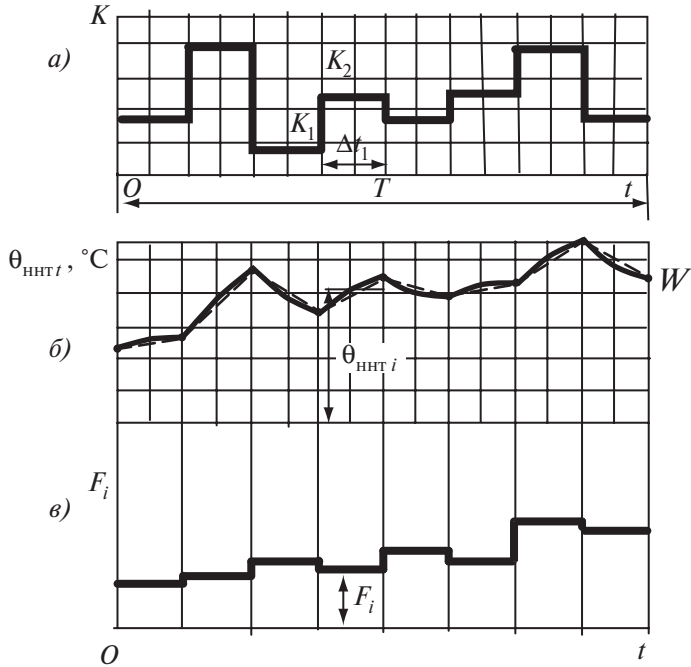 K
а)
K₂
K₁
Δt₁
O
T
t
θннт t, °C
W
б)
θннт i
Fᵢ
в)
Fᵢ
O
t